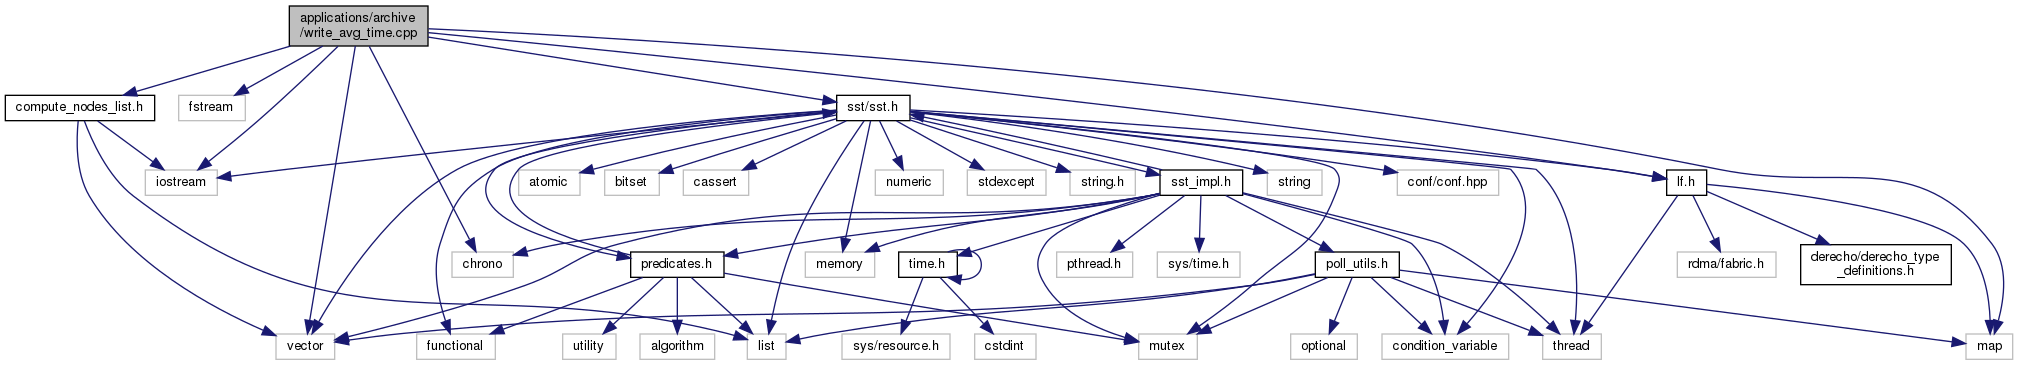 applications/archive
/write_avg_time.cpp
compute_nodes_list.h
fstream
sst/sst.h
iostream
atomic
bitset
cassert
numeric
stdexcept
string.h
sst_impl.h
string
conf/conf.hpp
lf.h
chrono
predicates.h
memory
time.h
pthread.h
sys/time.h
poll_utils.h
rdma/fabric.h
derecho/derecho_type
_definitions.h
vector
functional
utility
algorithm
list
sys/resource.h
cstdint
mutex
optional
condition_variable
thread
map